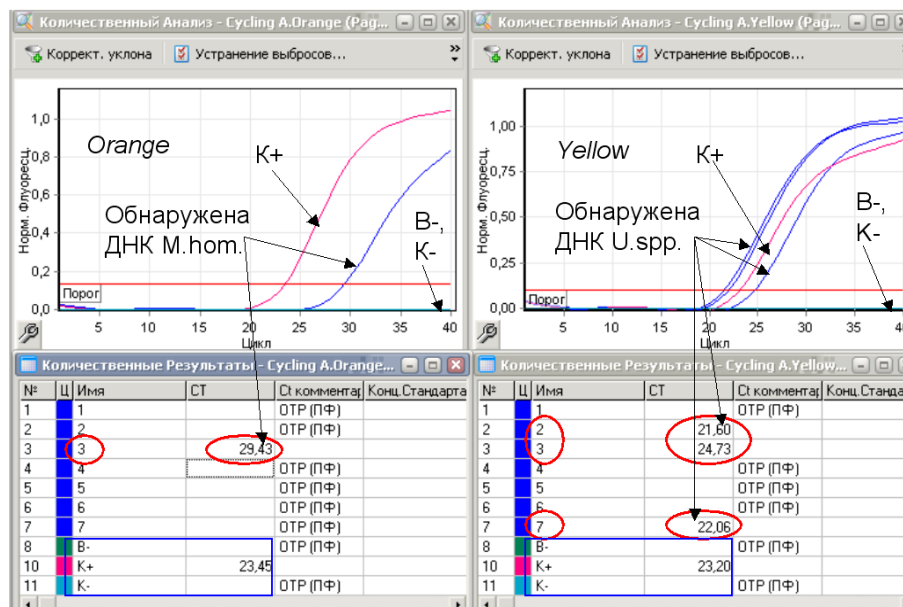 Количественный Анализ - Cycling A.Orange (Pag...
Коррект. уклона
Устранение выбросов...
Норм. Флуоресц.
1,0
0,8
0,6
0,4
0,2
0,0
Orange
К+
Обнаружена
ДНК M.hom.
В-,
К-
Порог
5
10
15
20
25
30
35
40
Цикл
Количественный Анализ - Cycling A.Yellow (Pag...
Коррект. уклона
Устранение выбросов...
Норм. Флуоресц.
1,00
0,75
0,50
0,25
0,00
Yellow
К+
Обнаружена
ДНК U.spp.
В-,
К-
Порог
5
10
15
20
25
30
35
40
Цикл
Количественные Результаты - Cycling A.Orange...
№ Ц Имя СТ Ct комментар Конц.Стандарта
1 1 ОТР (ПФ)
2 2 ОТР (ПФ)
3 3 29,43
4 4 ОТР (ПФ)
5 5 ОТР (ПФ)
6 6 ОТР (ПФ)
7 7 ОТР (ПФ)
8 В- ОТР (ПФ)
10 К+ 23,45
11 К- ОТР (ПФ)
Количественные Результаты - Cycling A.Yellow...
№ Ц Имя СТ Ct комментар Конц.Станда
1 1 ОТР (ПФ)
2 2 21,60
3 3 24,73
4 4 ОТР (ПФ)
5 5 ОТР (ПФ)
6 6 ОТР (ПФ)
7 7 22,06
8 В- ОТР (ПФ)
10 К+ 23,20
11 К- ОТР (ПФ)